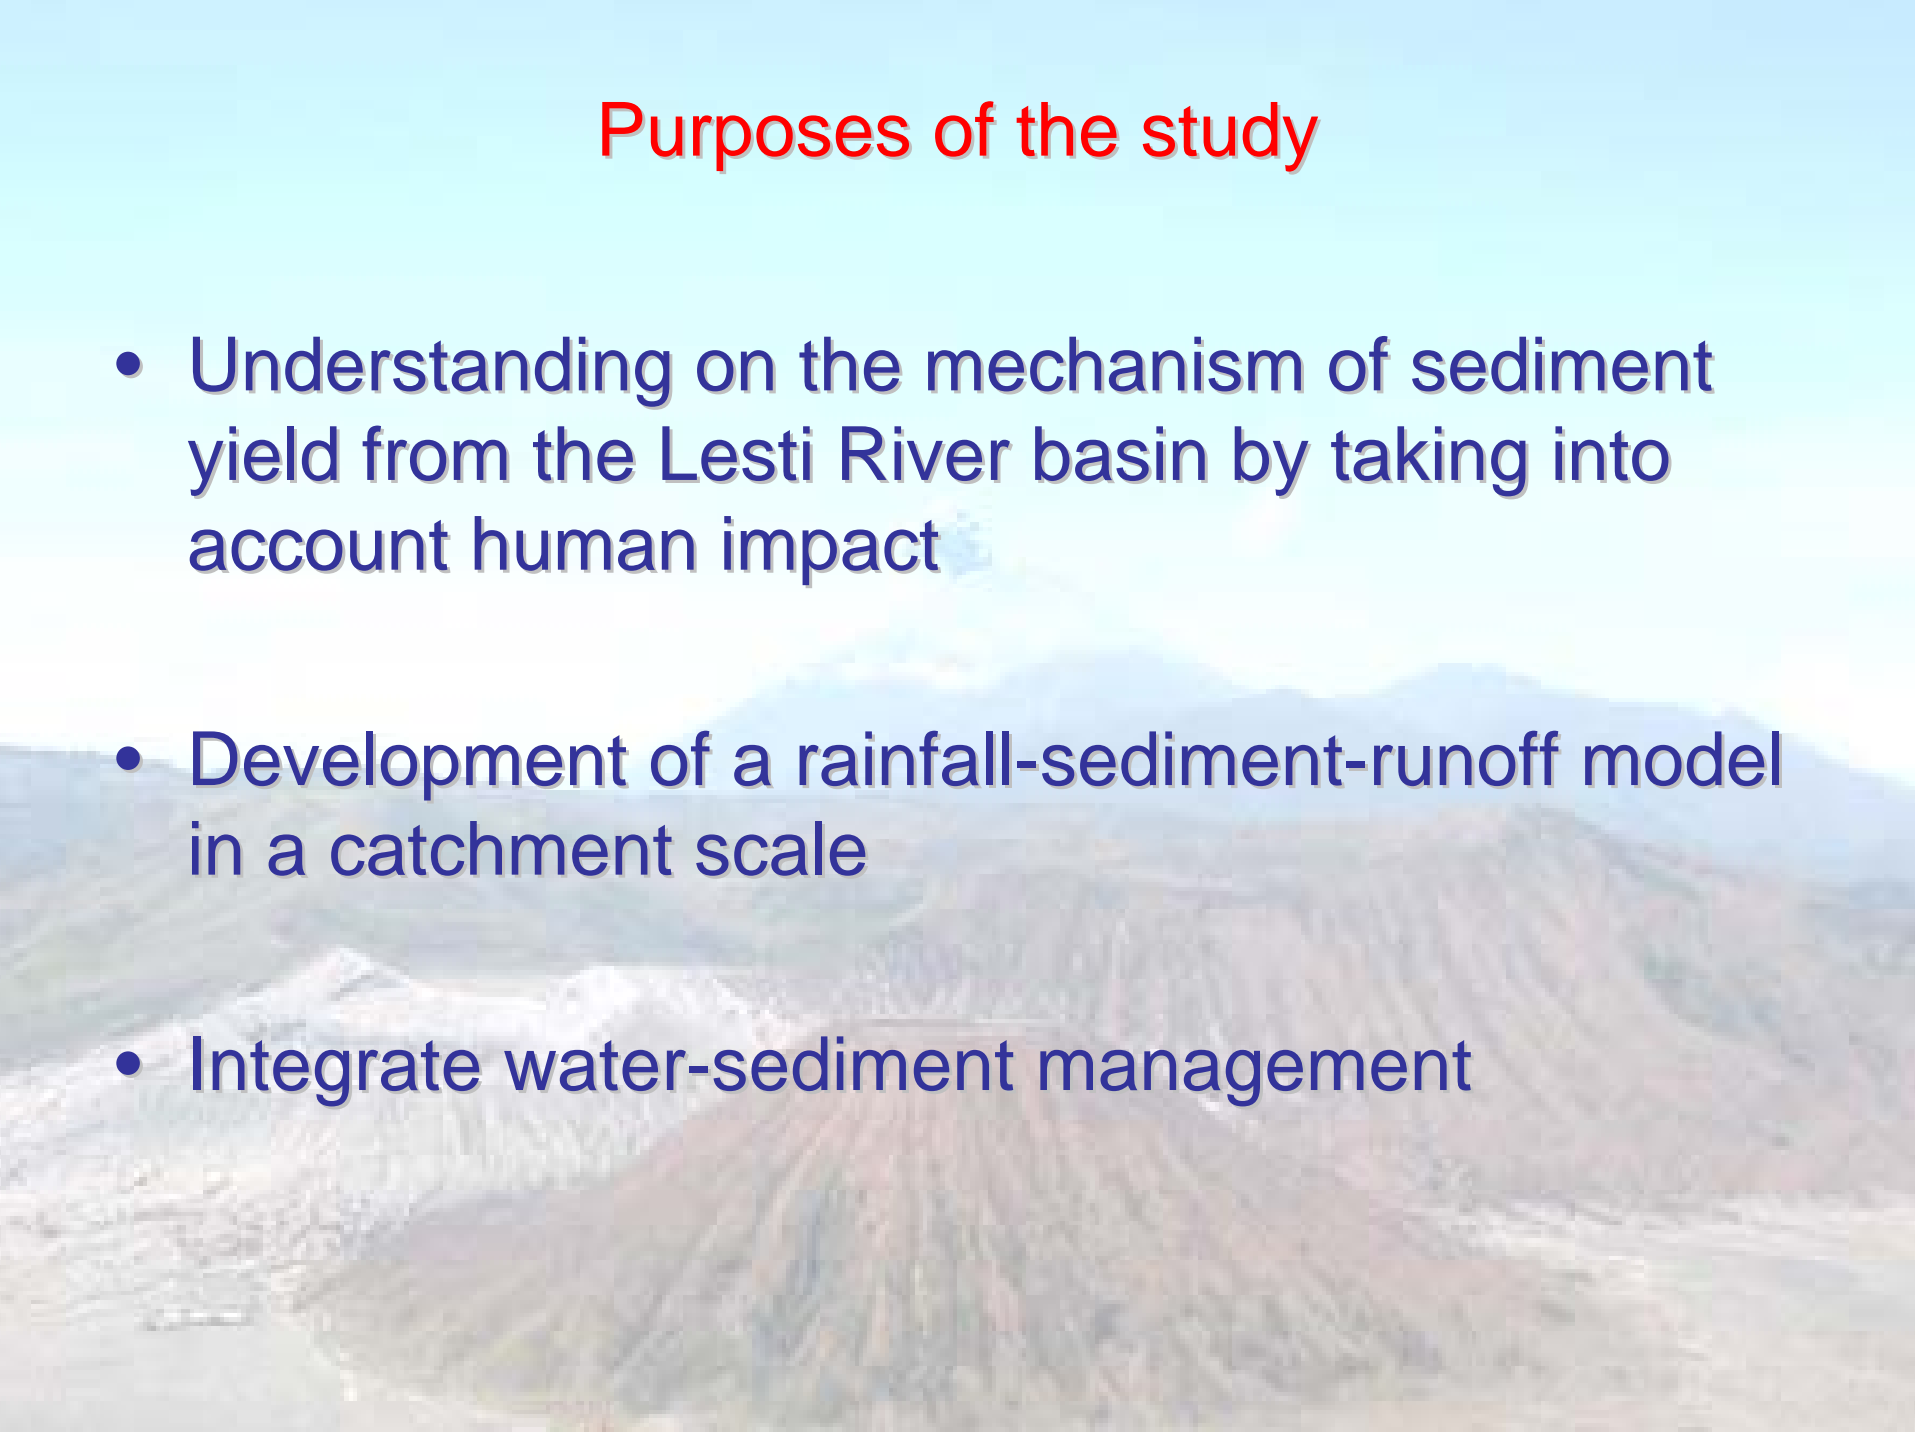 Purposes of the study
• Understanding on the mechanism of sediment
yield from the Lesti River basin by taking into
account human impact
• Development of a rainfall-sediment-runoff model
in a catchment scale
• Integrate water-sediment management